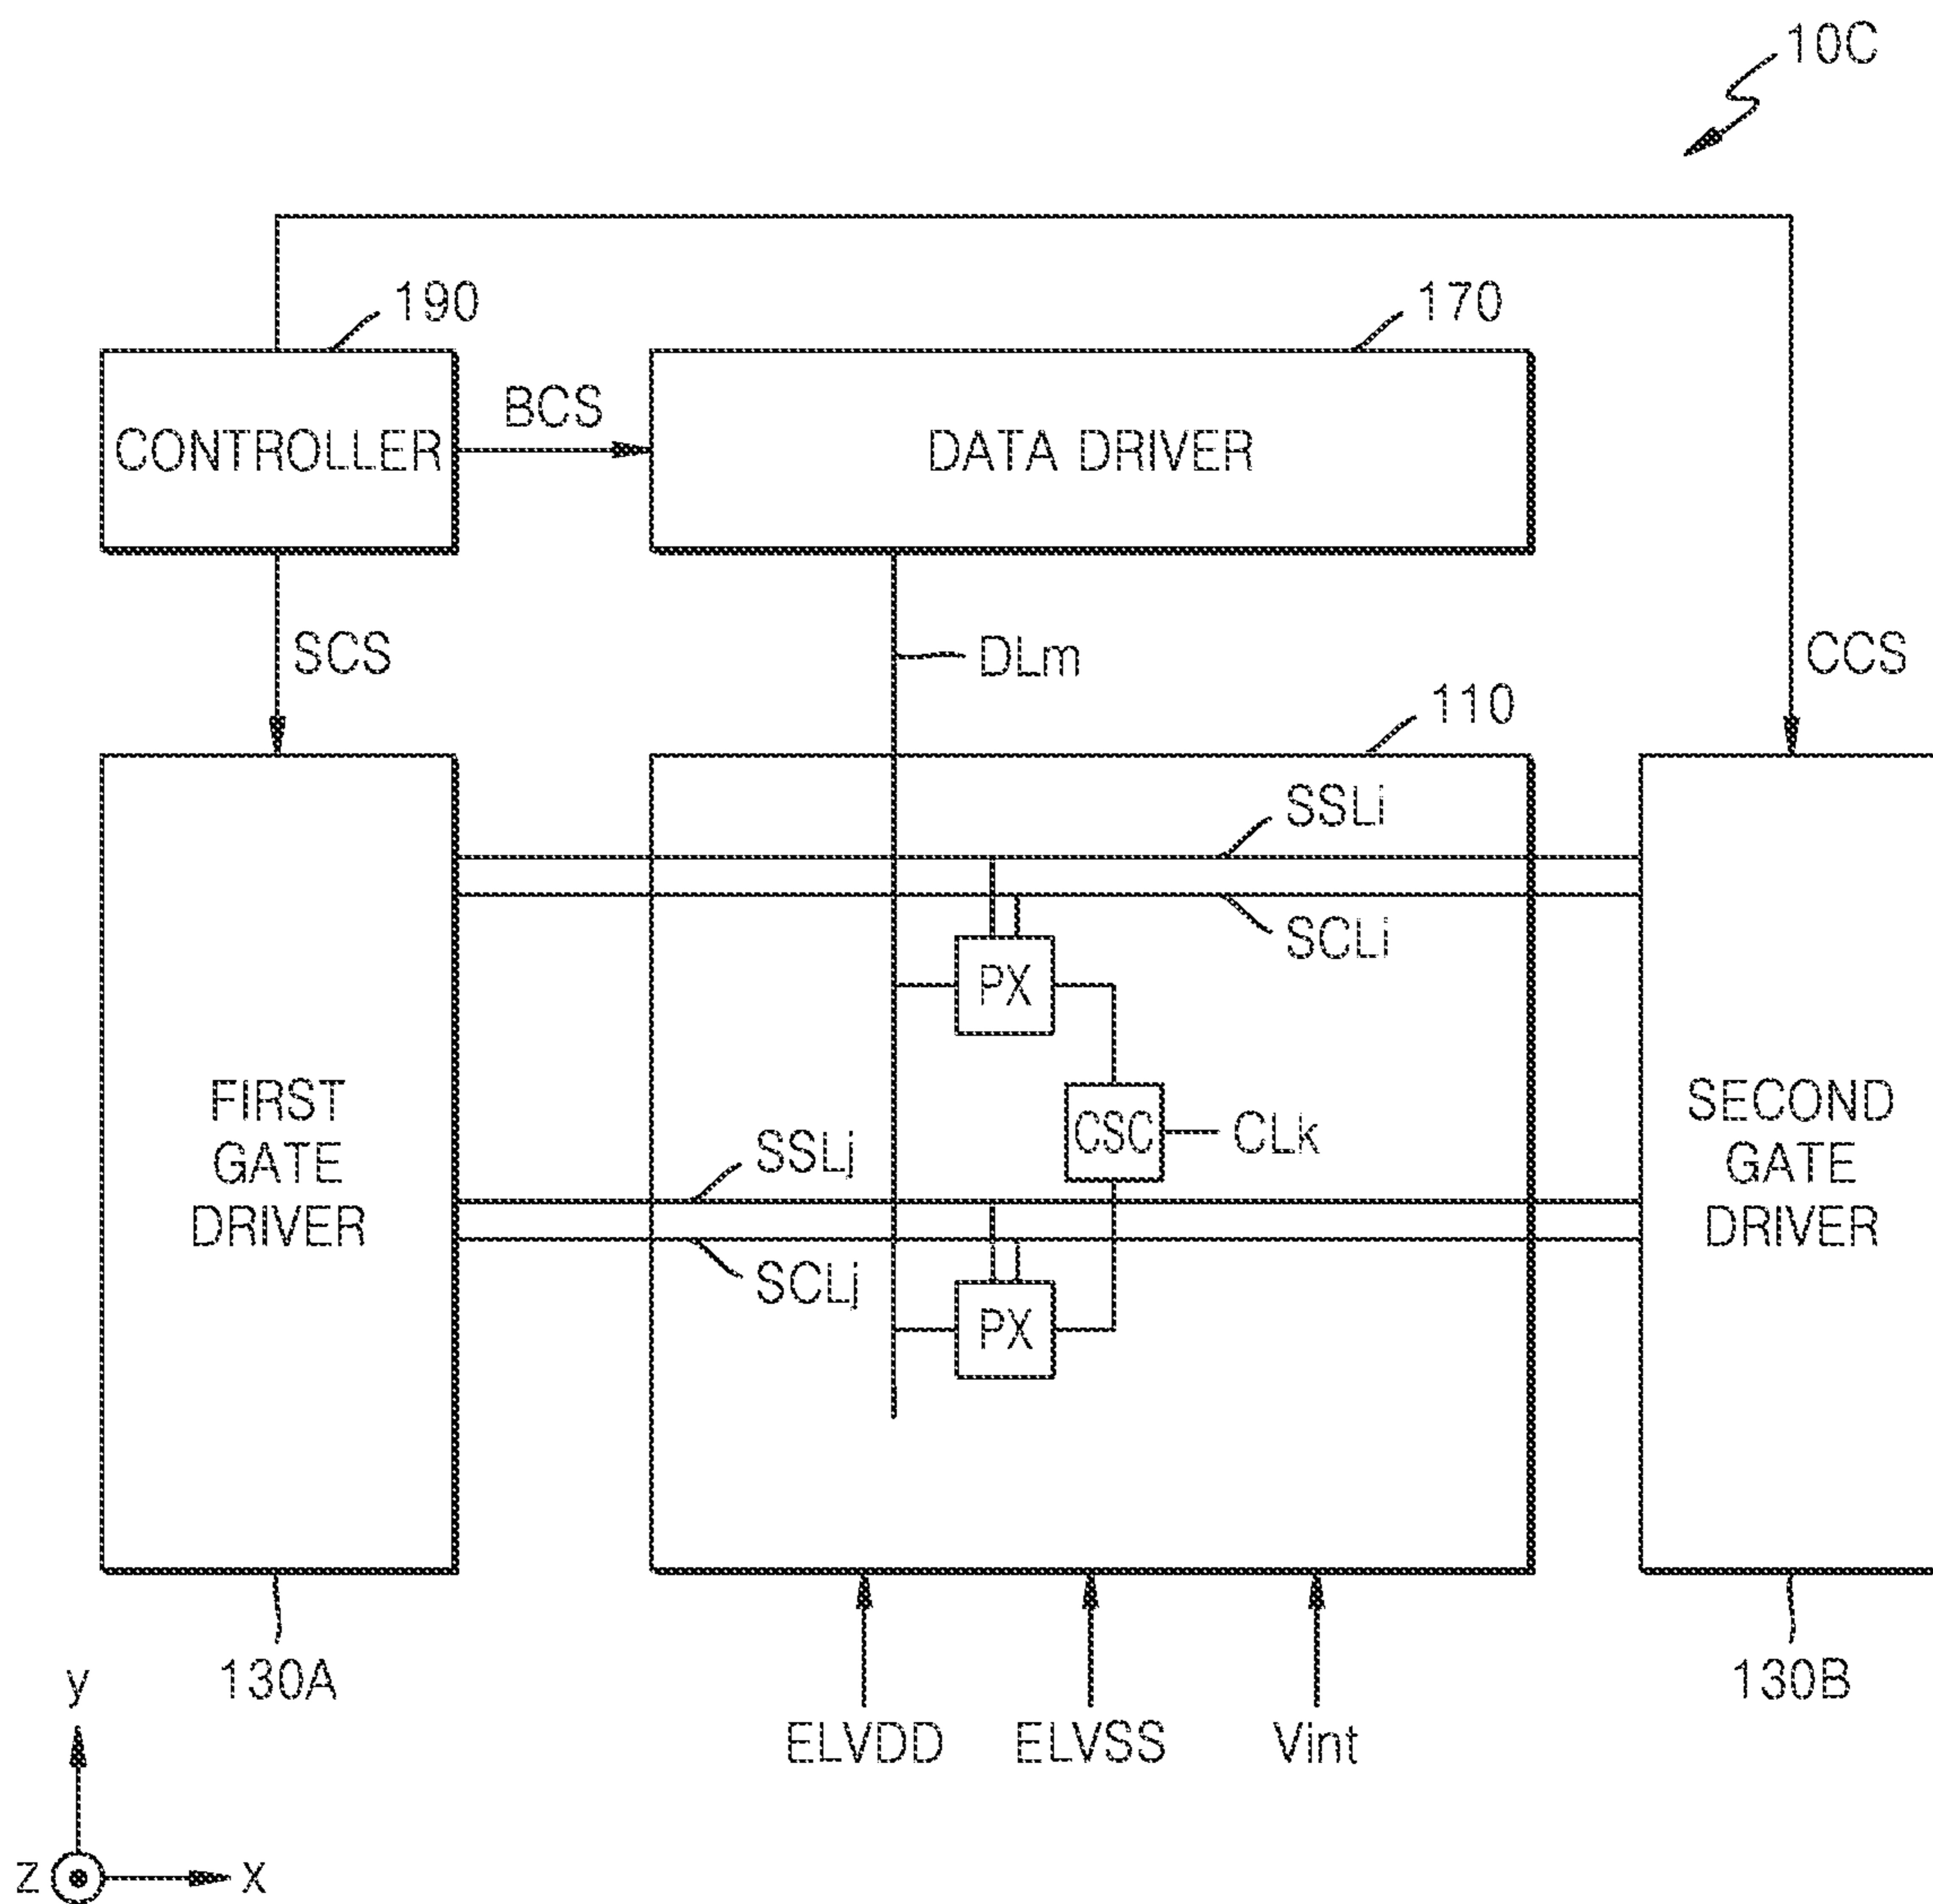 10C
190
170
CONTROLLER
BCS
DATA DRIVER
SCS
DLm
CCS
110
SSLi
SCLi
PX
FIRST
GATE
DRIVER
CSC
CLk
SECOND
GATE
DRIVER
SSLj
SCLj
PX
130A
130B
ELVDD
ELVSS
Vint
y
z
x